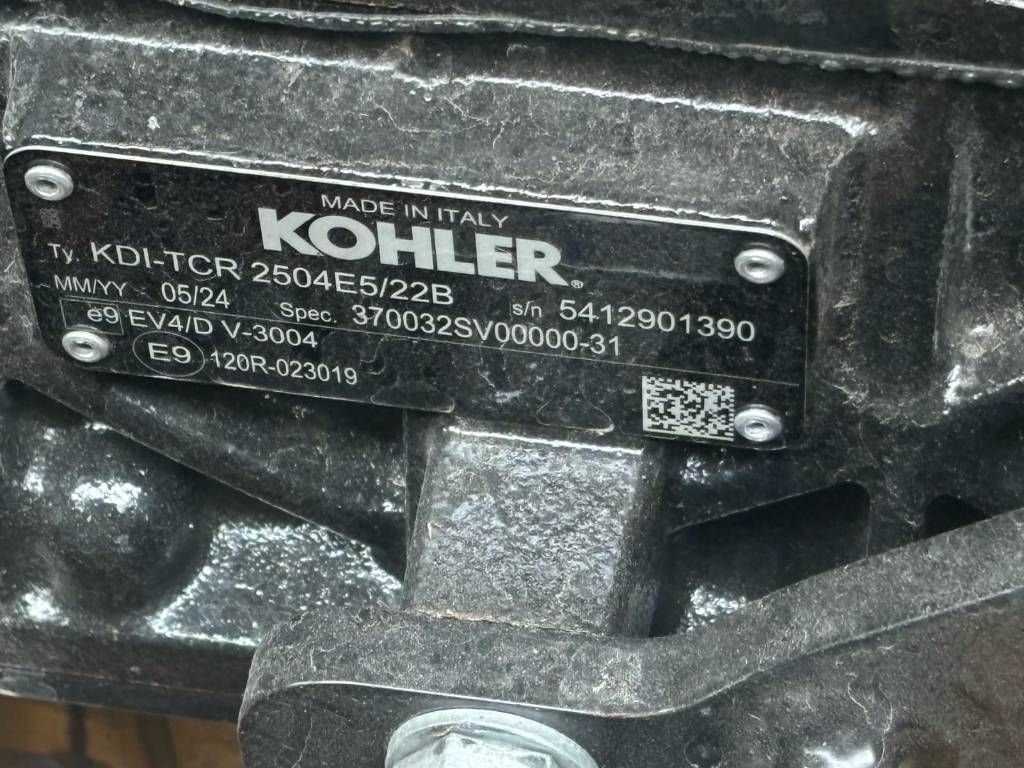 MADE IN ITALY
KOHLER®
Ty. KDI-TCR 2504E5/22B
s/n 5412901390
MM/YY 05/24
Spec. 370032SV00000-31
e9 EV4/D V-3004
E9 120R-023019